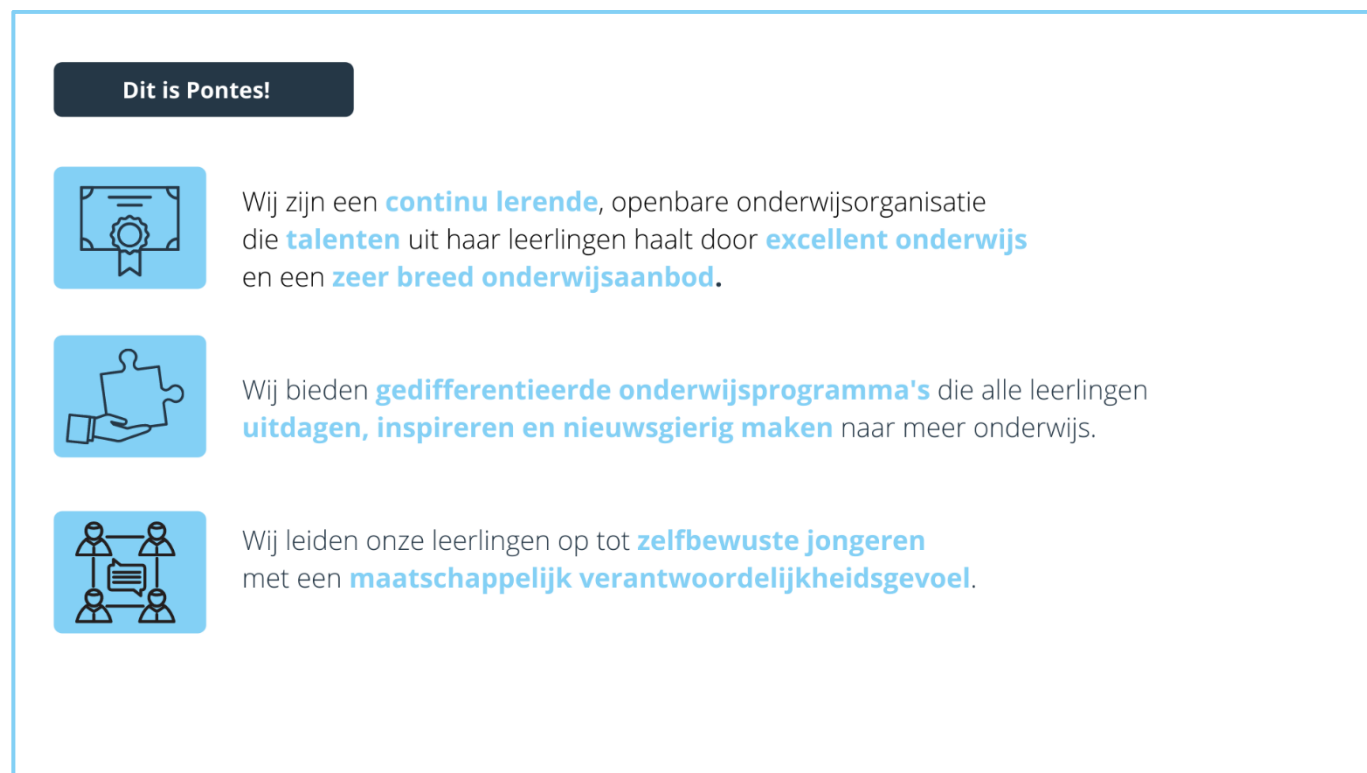 Dit is Pontes!
Wij zijn een continu lerende, openbare onderwijsorganisatie
die talenten uit haar leerlingen haalt door excellent onderwijs
en een zeer breed onderwijsaanbod.
Wij bieden gedifferentieerde onderwijsprogramma's die alle leerlingen
uitdagen, inspireren en nieuwsgierig maken naar meer onderwijs.
Wij leiden onze leerlingen op tot zelfbewuste jongeren
met een maatschappelijk verantwoordelijkheidsgevoel.